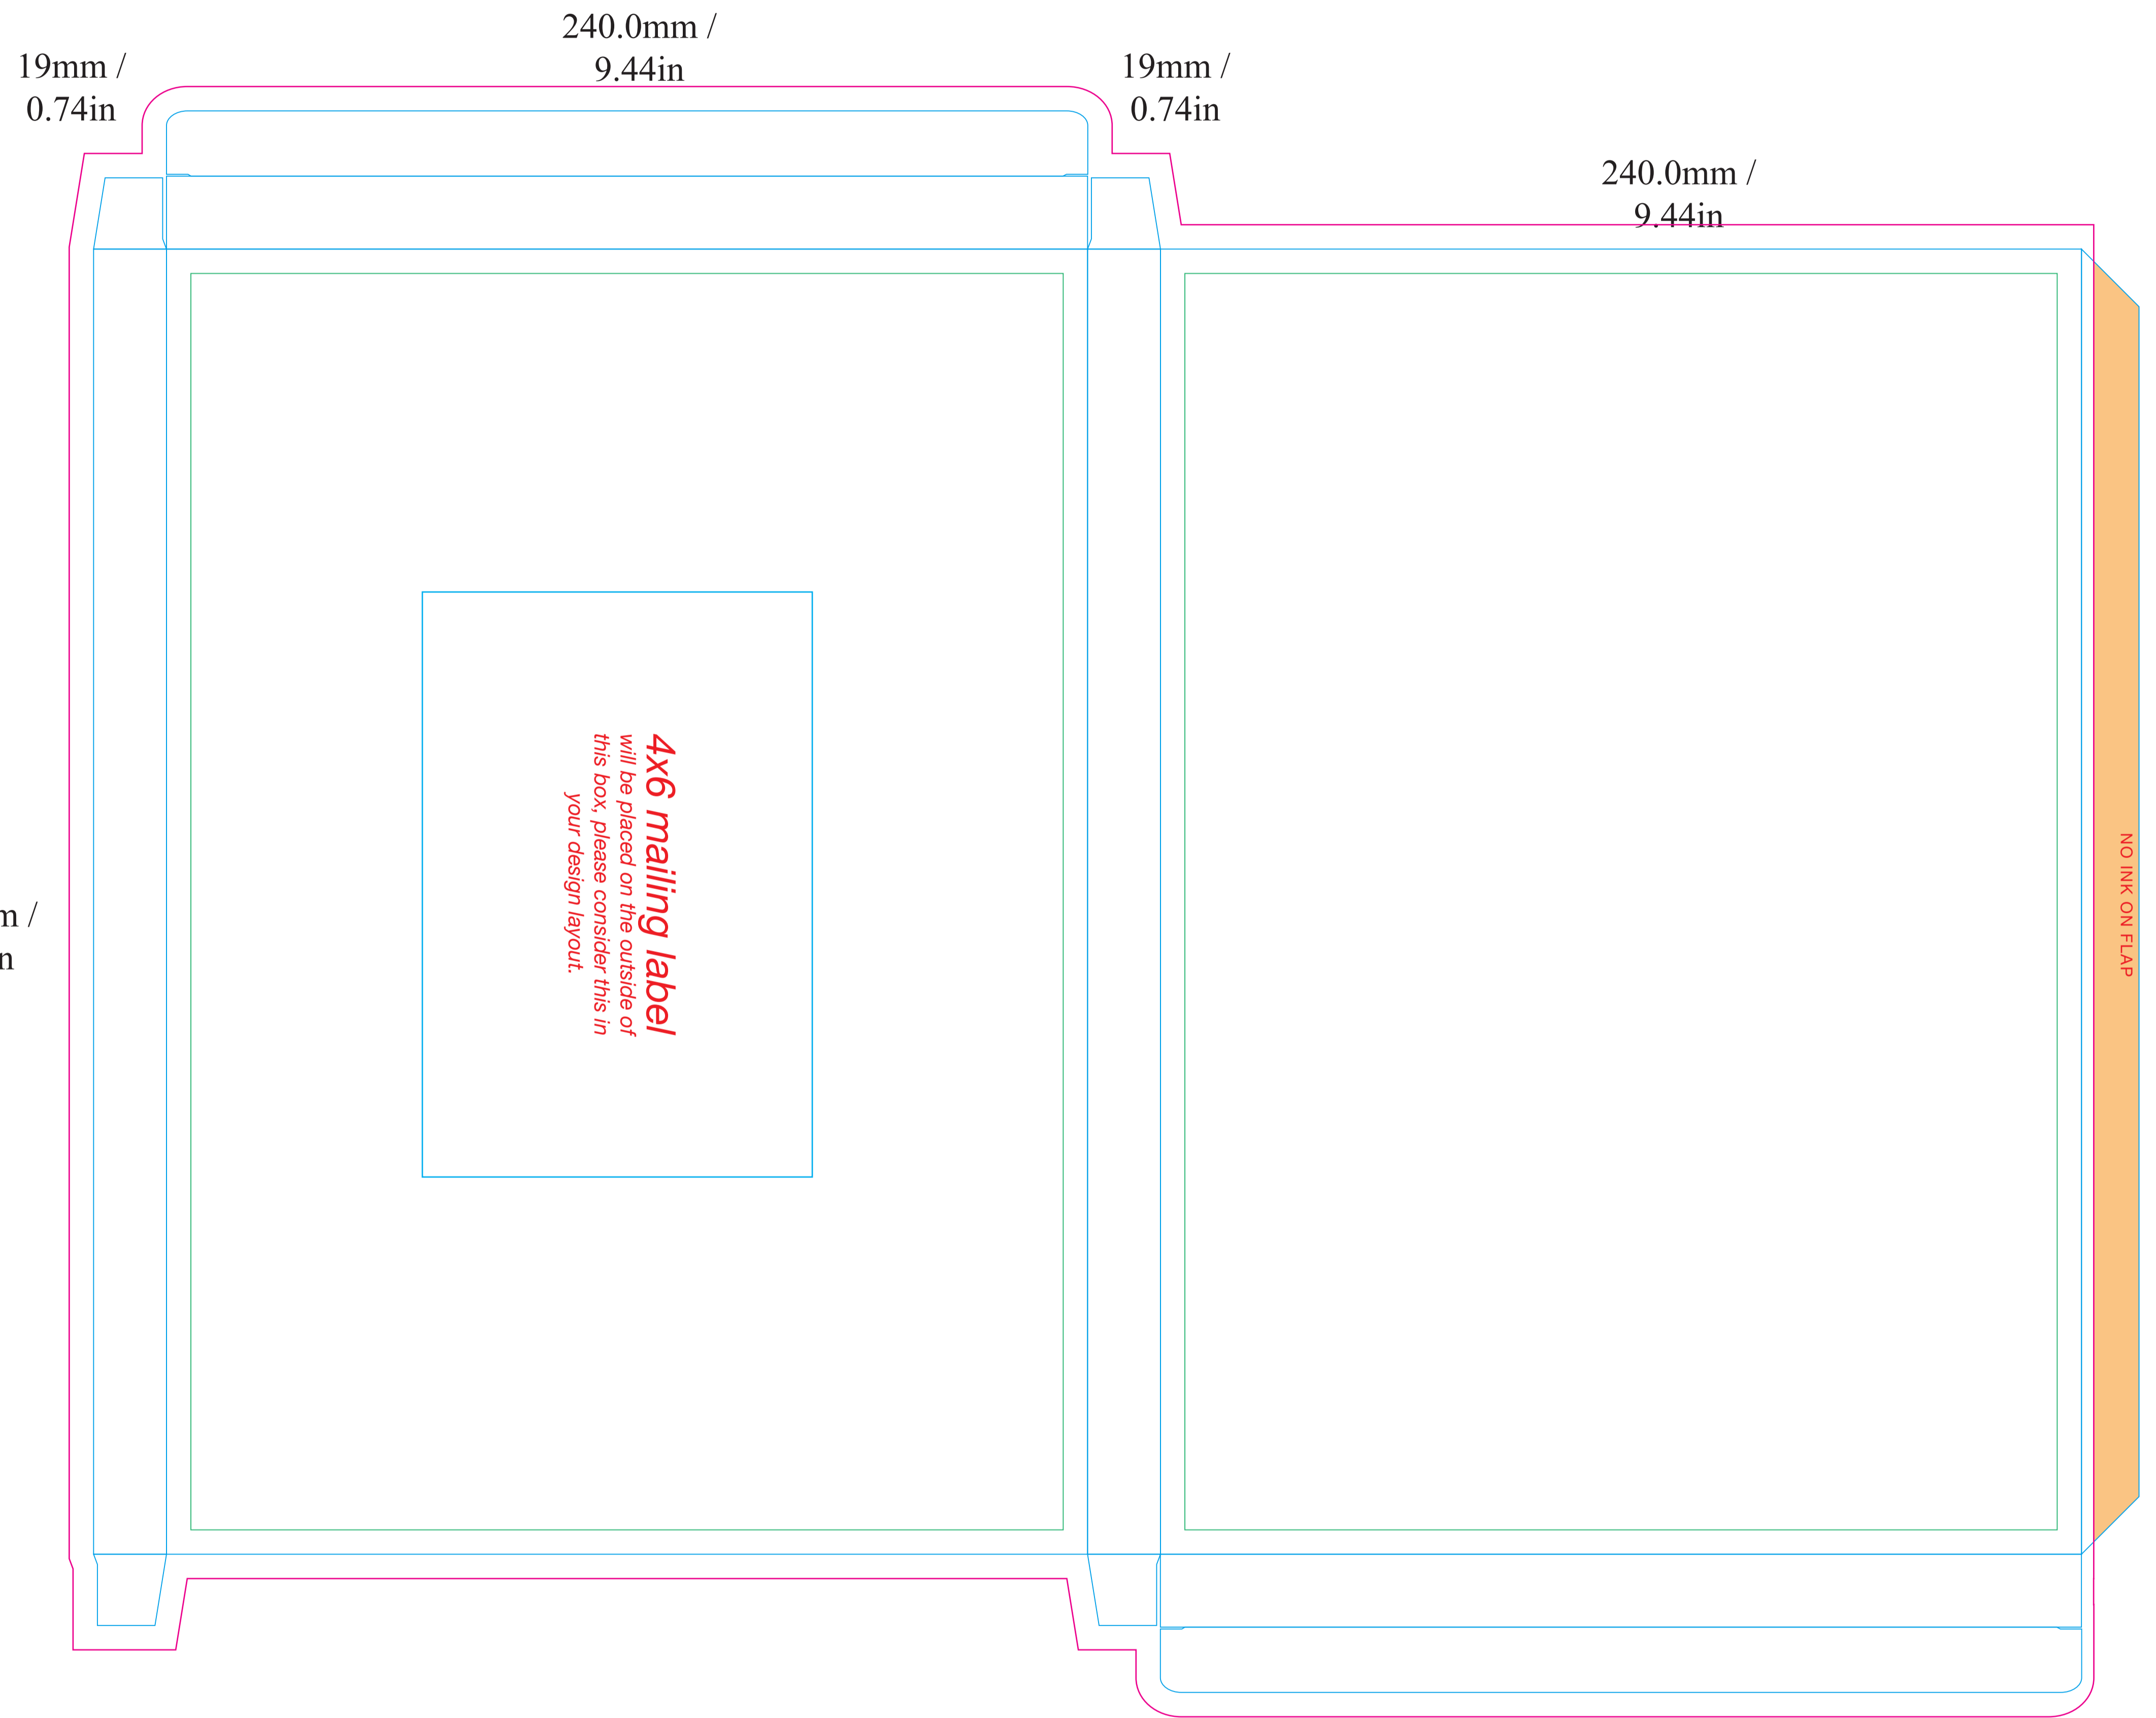 240.0mm /
9.44in
19mm /
0.74in
19mm /
0.74in
240.0mm /
9.44in
4x6 mailing label
will be placed on the outside of
this box, please consider this in
your design layout.
NO INK ON FLAP
m /
n